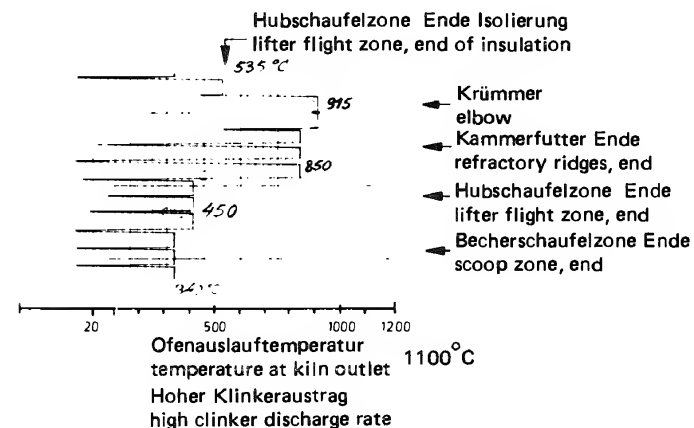 Hubschaufelzone Ende Isolierung
lifter flight zone, end of insulation
535 °C
915
Krümmer
elbow
Kammerfutter Ende
refractory ridges, end
850
Hubschaufelzone Ende
lifter flight zone, end
450
Becherschaufelzone Ende
scoop zone, end
20 500 1000 1200
Ofenauslauftemperatur
temperature at kiln outlet 1100°C
Hoher Klinkeraustrag
high clinker discharge rate